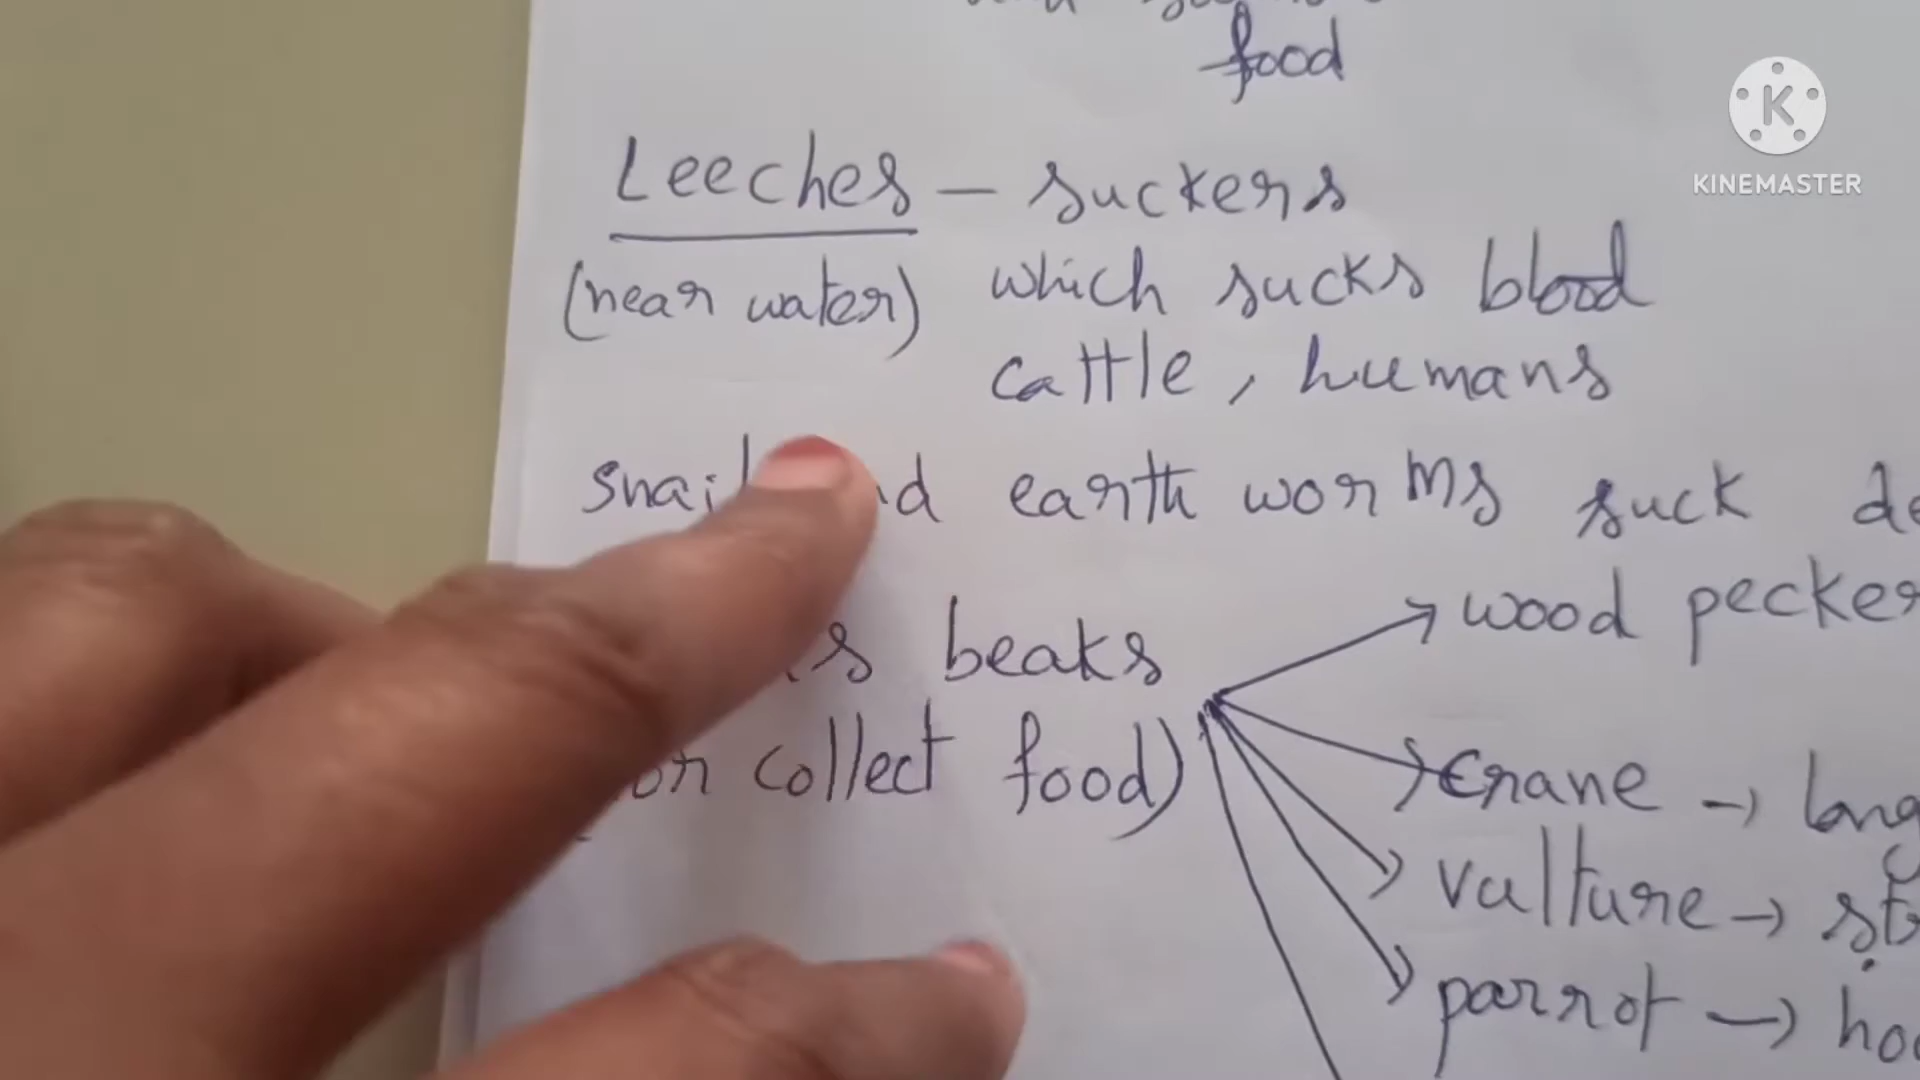 food
Leeches - suckers
(near water) which sucks blood
cattle, humans
earth worms suck
beaks
collect food)
wood pecker
crane → long
vulture →
parrot →
K
KINEMASTER